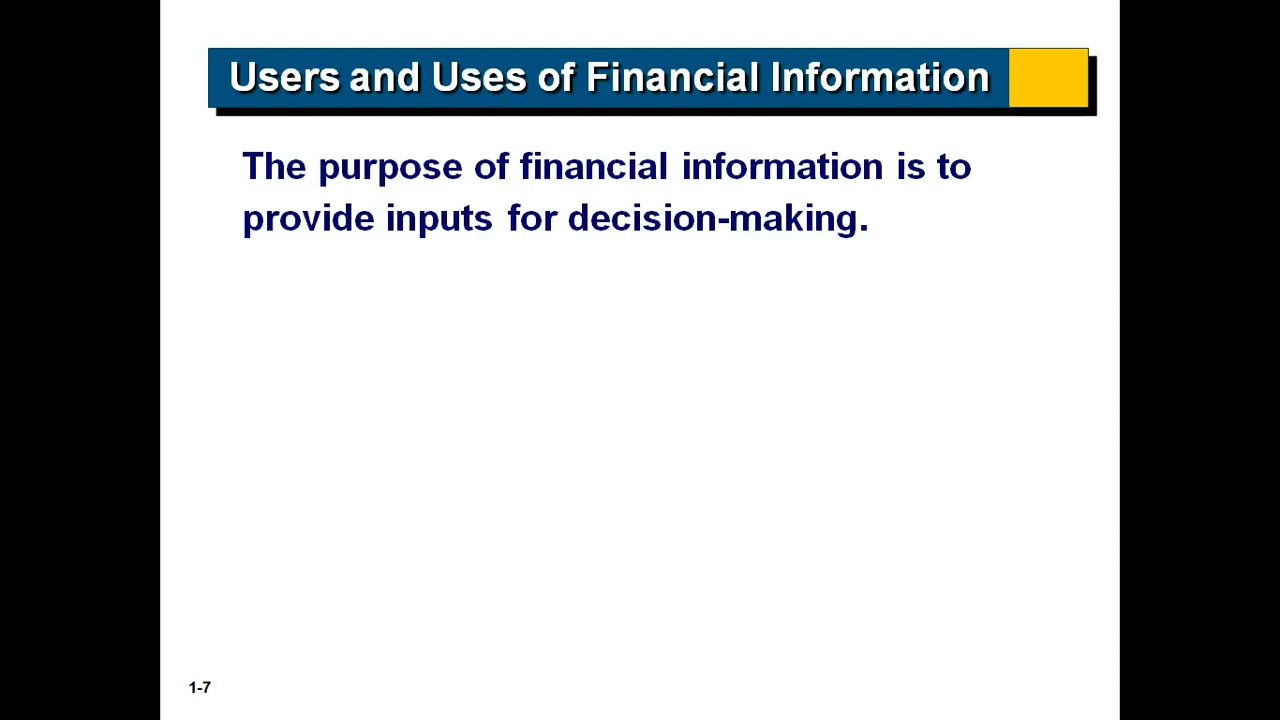 Users and Uses of Financial Information
The purpose of financial information is to
provide inputs for decision-making.
1-7